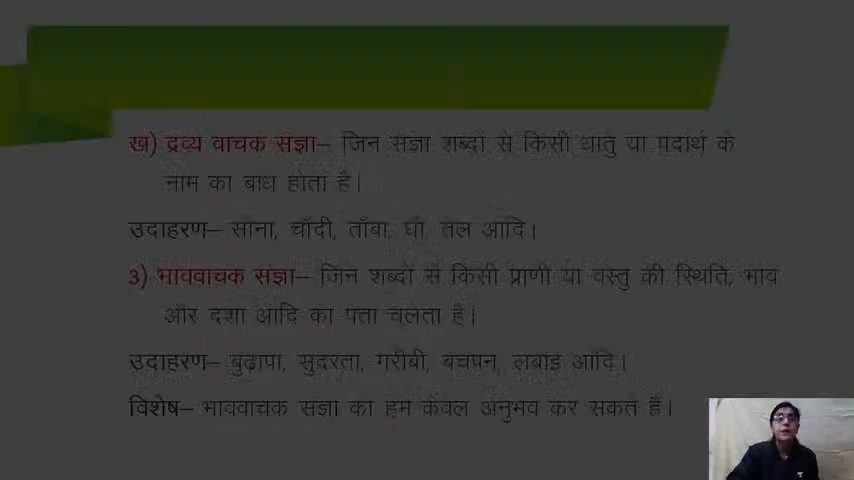 ख) द्रव्य वाचक संज्ञा– जिन संज्ञा शब्दों से किसी धातु या पदार्थ के
नाम का बोध होता है।
उदाहरण– सोना, चाँदी, ताँबा, घी, तेल आदि।
3) भाववाचक संज्ञा– जिन शब्दों से किसी प्राणी या वस्तु की स्थिति, भाव
और दशा आदि का पता चलता है।
उदाहरण– बुढ़ापा, सुंदरता, गरीबी, बचपन, लंबाई आदि।
विशेष– भाववाचक संज्ञा का हम केवल अनुभव कर सकते हैं।